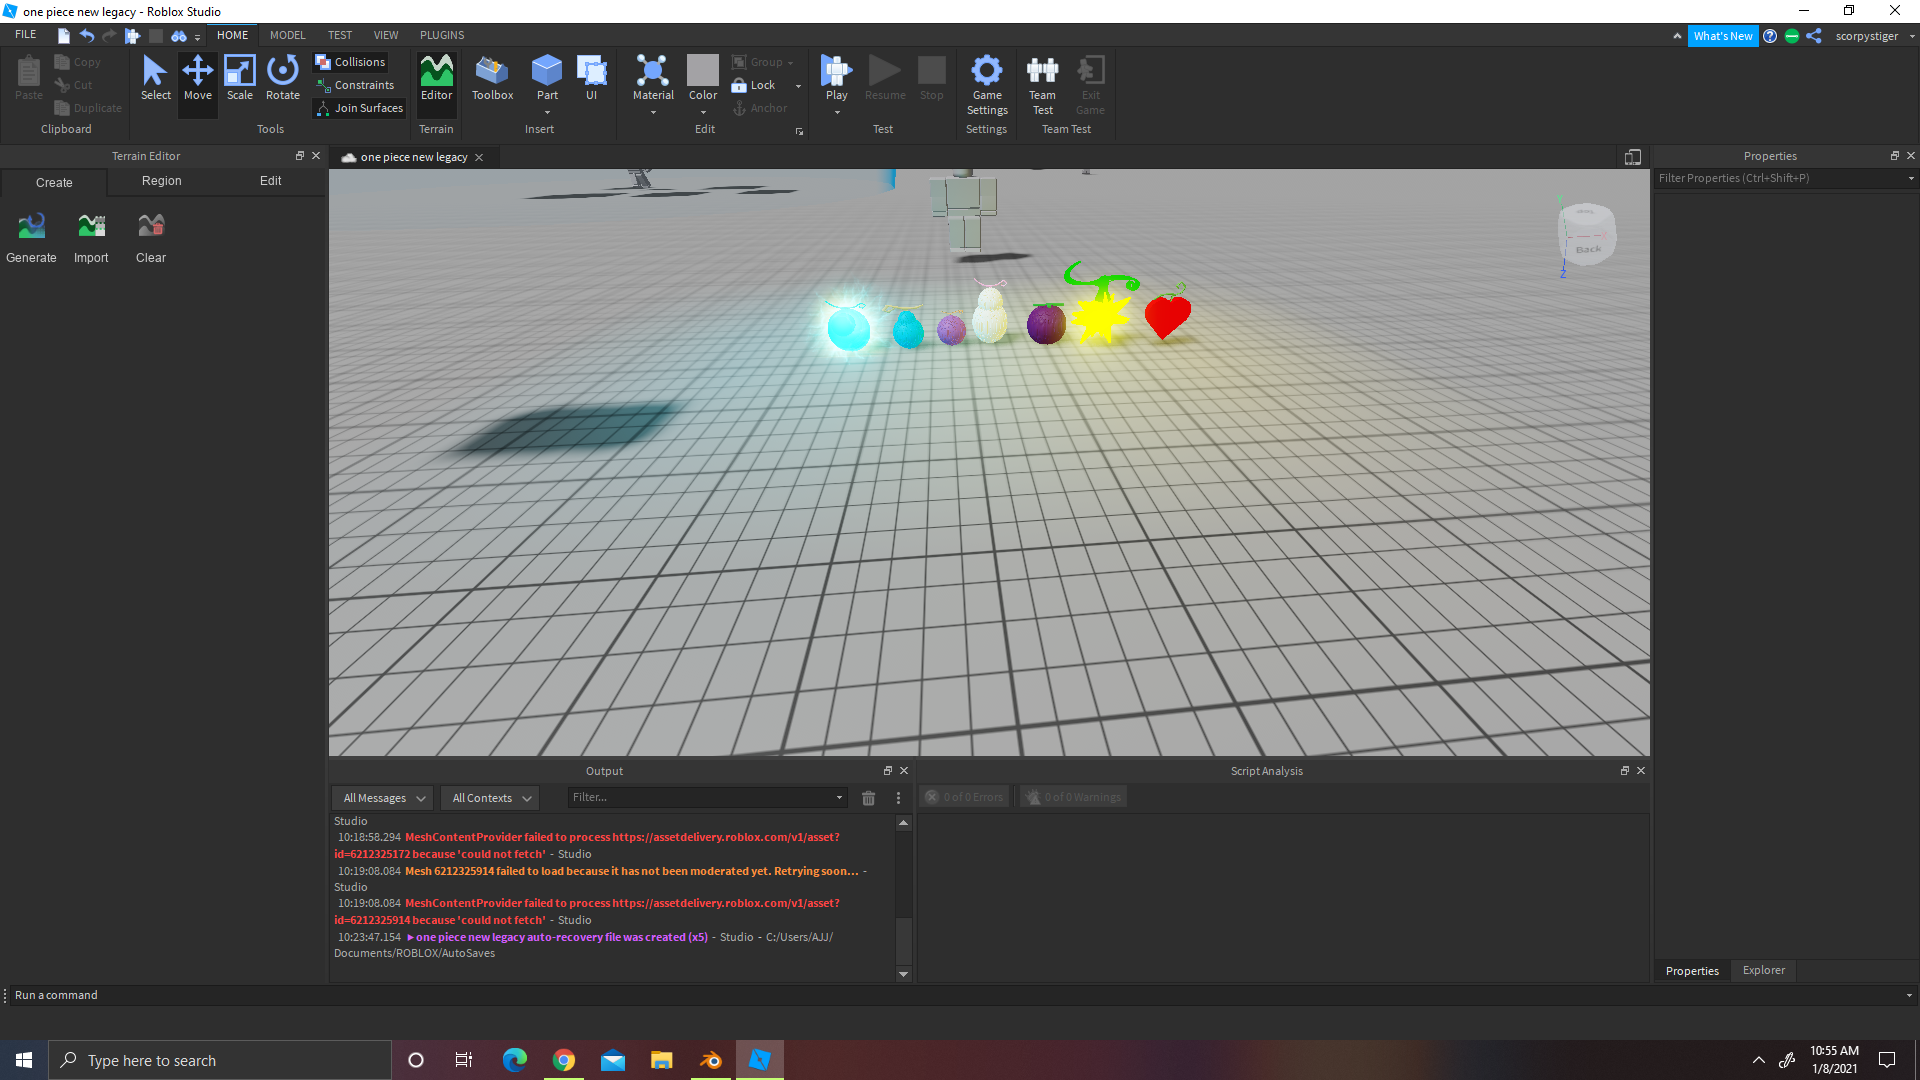 one piece new legacy - Roblox Studio
FILE HOME MODEL TEST VIEW PLUGINS What's New scorpystiger
Paste Copy Cut Duplicate
Clipboard
Select Move Scale Rotate
Collisions
Constraints
Join Surfaces
Tools
Editor
Terrain
Toolbox Part UI
Insert
Material Color
Group
Lock
Anchor
Edit
Play Resume Stop
Test
Game Settings
Settings
Team Test
Exit Game
Team Test
Terrain Editor
Create Region Edit
Generate Import Clear
one piece new legacy
Back
Y
Z
Properties
Filter Properties (Ctrl+Shift+P)
Output
All Messages All Contexts Filter...
Studio
10:18:58.294 MeshContentProvider failed to process https://assetdelivery.roblox.com/v1/asset?
id=6212325172 because 'could not fetch' - Studio
10:19:08.084 Mesh 6212325914 failed to load because it has not been moderated yet. Retrying soon... -
Studio
10:19:08.084 MeshContentProvider failed to process https://assetdelivery.roblox.com/v1/asset?
id=6212325914 because 'could not fetch' - Studio
10:23:47.154 ▶one piece new legacy auto-recovery file was created (x5) - Studio - C:/Users/AJJ/
Documents/ROBLOX/AutoSaves
Script Analysis
0 of 0 Errors 0 of 0 Warnings
Properties Explorer
Run a command
Type here to search
10:55 AM
1/8/2021